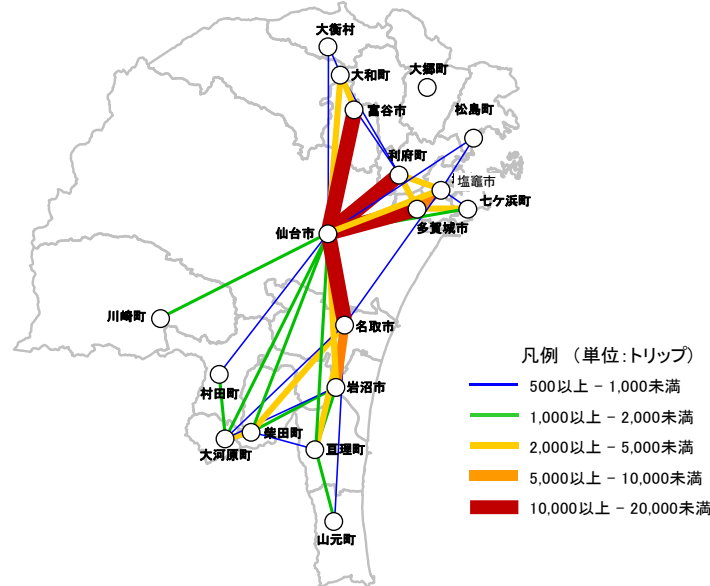 大衡村
大和町
大郷町
富谷市
松島町
利府町
塩竈市
七ケ浜町
多賀城市
仙台市
川崎町
名取市
村田町
岩沼市
柴田町
大河原町
亘理町
山元町
凡例 （単位：トリップ）
500以上 − 1,000未満
1,000以上 − 2,000未満
2,000以上 − 5,000未満
5,000以上 − 10,000未満
10,000以上 − 20,000未満